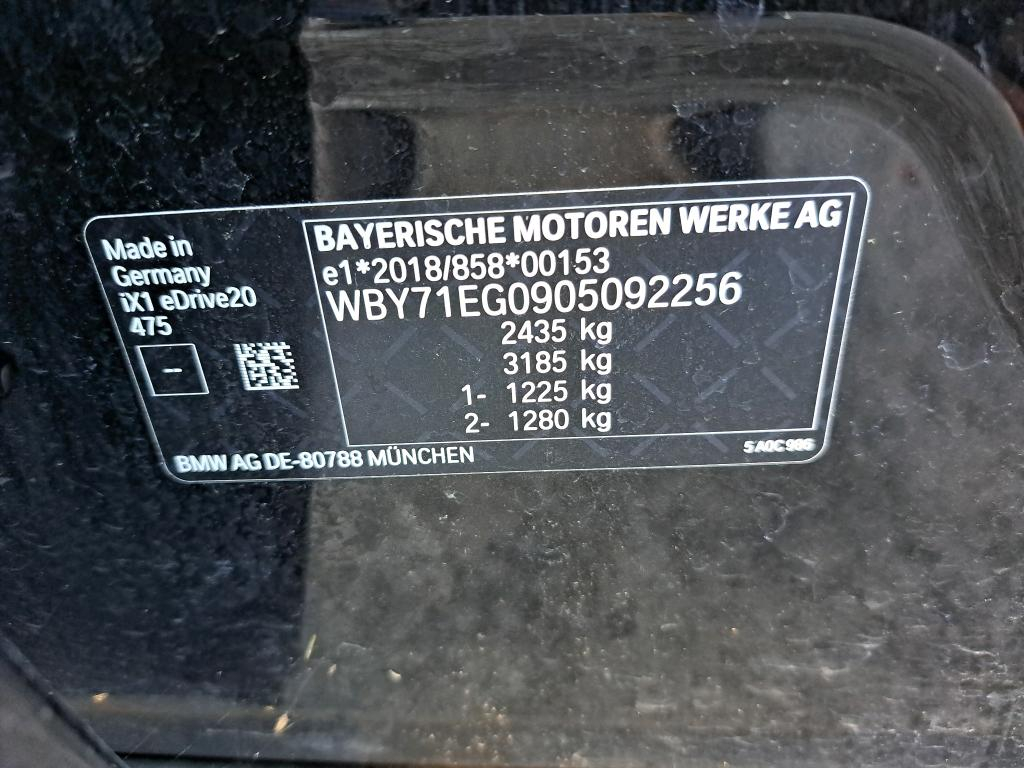 Made in
Germany
iX1 eDrive20
475
--
BAYERISCHE MOTOREN WERKE AG
e1*2018/858*00153
WBY71EG0905092256
2435 kg
3185 kg
1- 1225 kg
2- 1280 kg
BMW AG DE-80788 MÜNCHEN
5A0C986